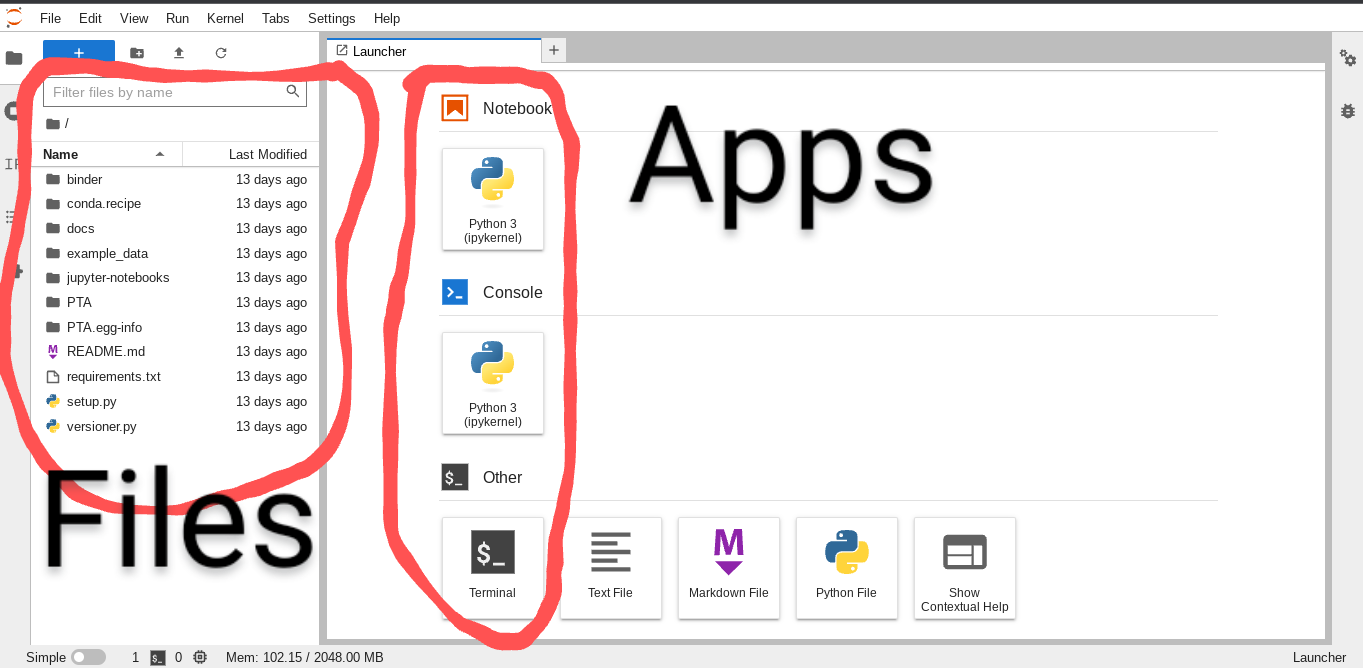 File Edit View Run Kernel Tabs Settings Help
+
Launcher
+
Filter files by name
/
Name Last Modified
binder 13 days ago
conda.recipe 13 days ago
docs 13 days ago
example_data 13 days ago
jupyter-notebooks 13 days ago
PTA 13 days ago
PTA.egg-info 13 days ago
README.md 13 days ago
requirements.txt 13 days ago
setup.py 13 days ago
versioner.py 13 days ago
Files
Notebook
Apps
Python 3
(ipykernel)
Console
Python 3
(ipykernel)
Other
$_
$_ M
Terminal Text File Markdown File Python File Show
Contextual Help
Simple 1 $_ 0 Mem: 102.15 / 2048.00 MB Launcher